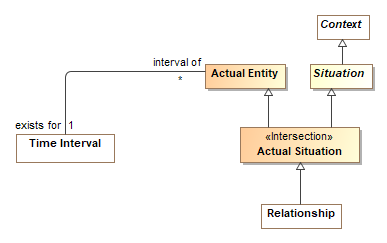 Context
interval of
Actual Entity
Situation
*
exists for 1
Time Interval
«Intersection»
Actual Situation
Relationship